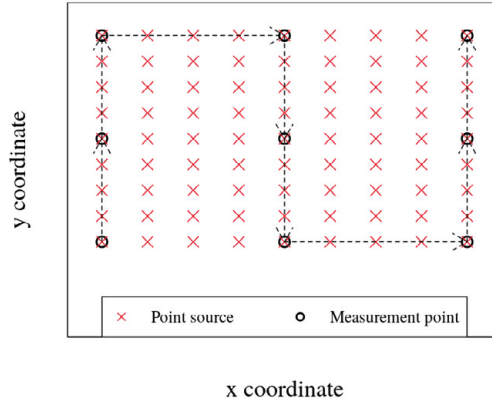 y coordinate
Point source
Measurement point
x coordinate